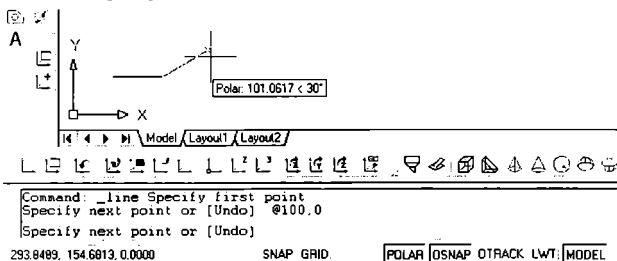 A
Y
Polar: 101.0617 < 30°
X
Model Layout1 Layout2
Command: _line Specify first point
Specify next point or [Undo] @100,0
Specify next point or [Undo]
293.8489, 154.6813, 0.0000 SNAP GRID. POLAR OSNAP OTRACK LWT: MODEL